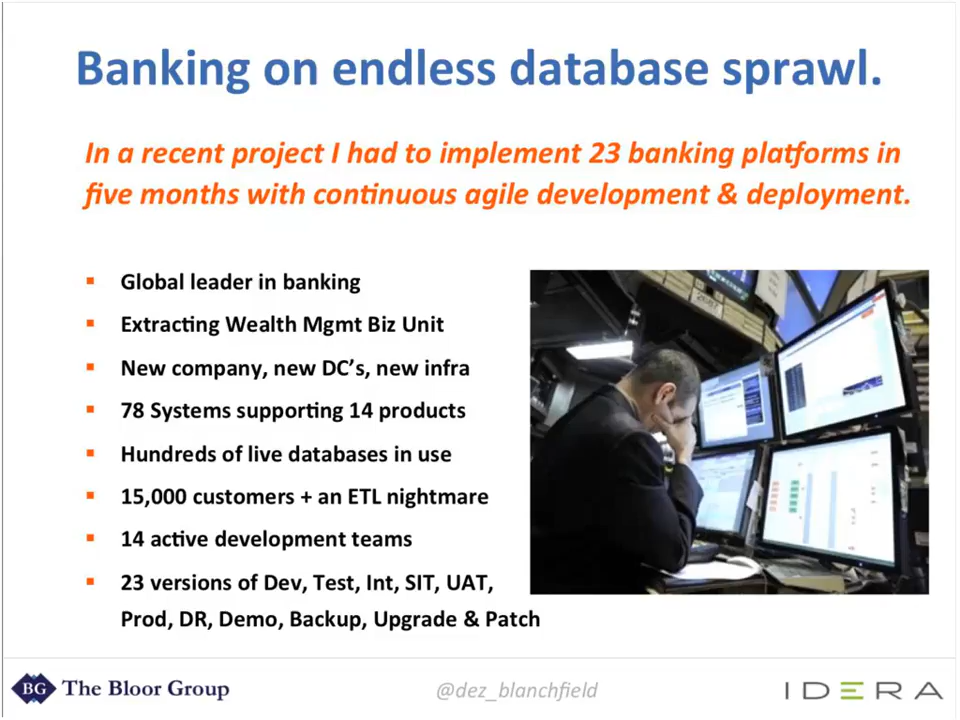 Banking on endless database sprawl.
In a recent project I had to implement 23 banking platforms in
five months with continuous agile development & deployment.
▪ Global leader in banking
▪ Extracting Wealth Mgmt Biz Unit
▪ New company, new DC’s, new infra
▪ 78 Systems supporting 14 products
▪ Hundreds of live databases in use
▪ 15,000 customers + an ETL nightmare
▪ 14 active development teams
▪ 23 versions of Dev, Test, Int, SIT, UAT,
Prod, DR, Demo, Backup, Upgrade & Patch
BG The Bloor Group
@dez_blanchfield
IDERA